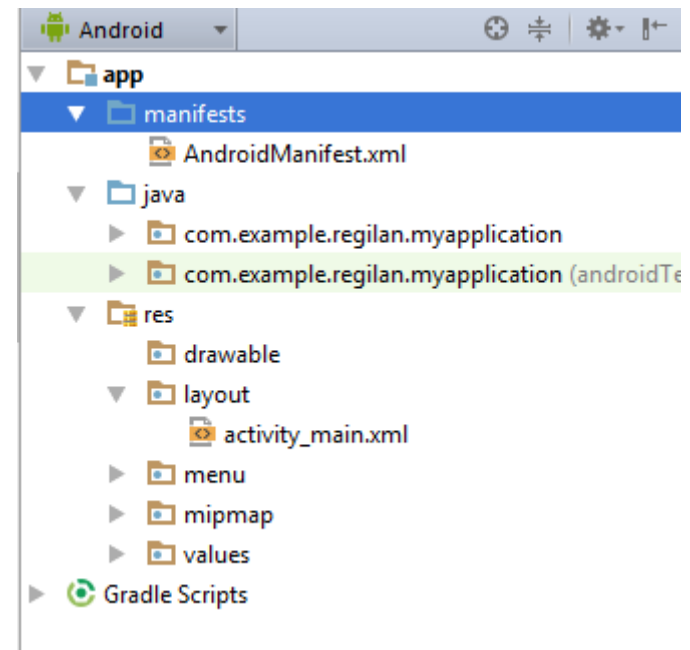 Android
app
manifests
AndroidManifest.xml
java
com.example.regilan.myapplication
com.example.regilan.myapplication (androidTe
res
drawable
layout
activity_main.xml
menu
mipmap
values
Gradle Scripts